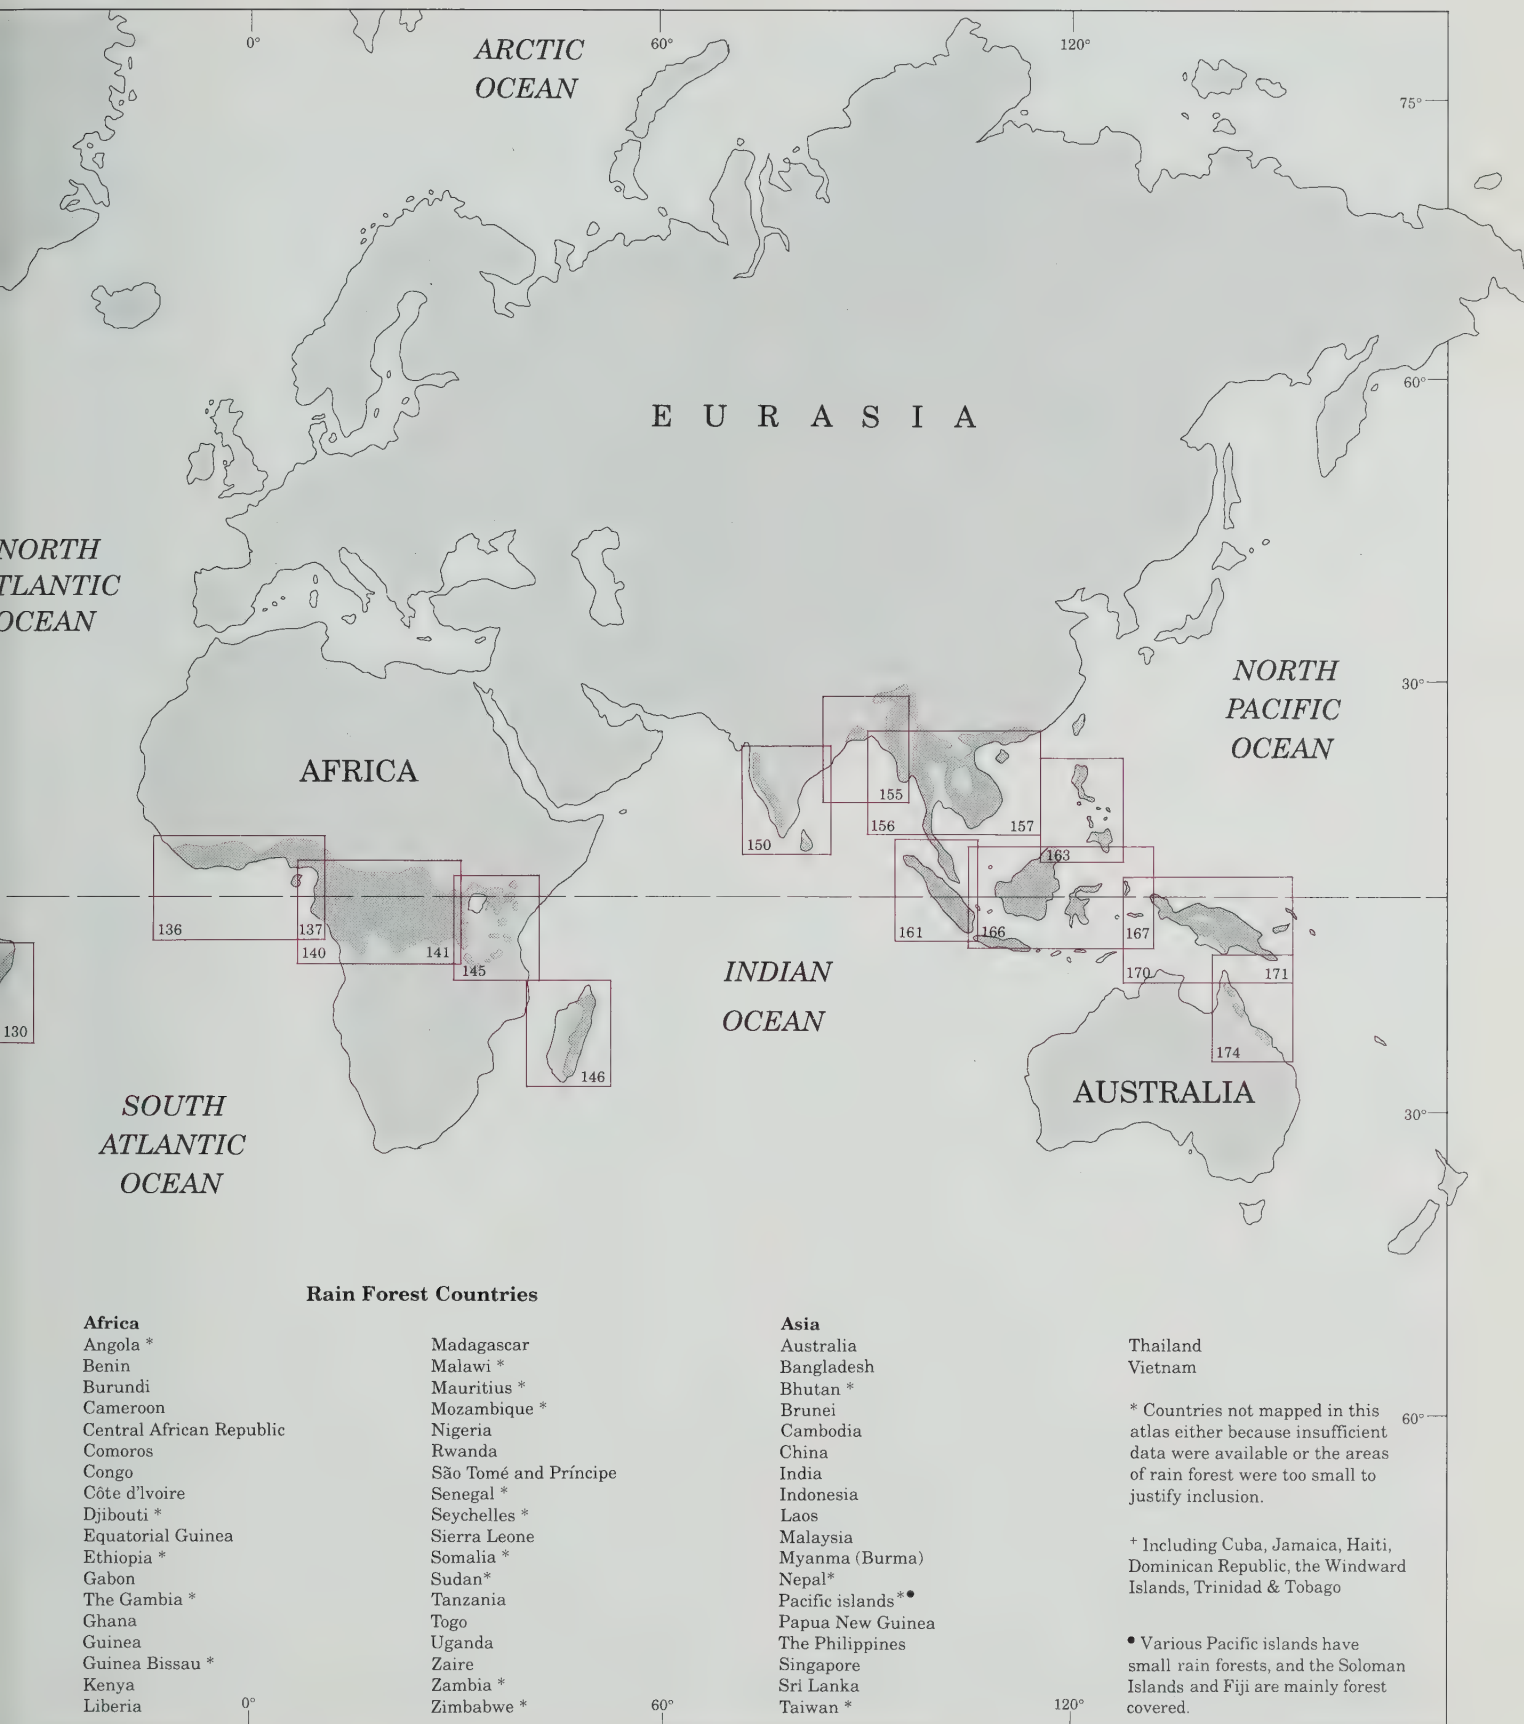 0°
60°
120°
ARCTIC
OCEAN
75°
60°
EURASIA
NORTH
TLANTIC
OCEAN
NORTH
PACIFIC
OCEAN
30°
AFRICA
155
156
157
150
163
136
137
140
141
145
161
166
167
170
171
130
146
174
INDIAN
OCEAN
AUSTRALIA
30°
SOUTH
ATLANTIC
OCEAN
Rain Forest Countries
Africa
Angola *
Benin
Burundi
Cameroon
Central African Republic
Comoros
Congo
Côte d'lvoire
Djibouti *
Equatorial Guinea
Ethiopia *
Gabon
The Gambia *
Ghana
Guinea
Guinea Bissau *
Kenya
Liberia
Madagascar
Malawi *
Mauritius *
Mozambique *
Nigeria
Rwanda
São Tomé and Príncipe
Senegal *
Seychelles *
Sierra Leone
Somalia *
Sudan*
Tanzania
Togo
Uganda
Zaire
Zambia *
Zimbabwe *
Asia
Australia
Bangladesh
Bhutan *
Brunei
Cambodia
China
India
Indonesia
Laos
Malaysia
Myanma (Burma)
Nepal*
Pacific islands*●
Papua New Guinea
The Philippines
Singapore
Sri Lanka
Taiwan *
Thailand
Vietnam
* Countries not mapped in this
atlas either because insufficient
data were available or the areas
of rain forest were too small to
justify inclusion.
+ Including Cuba, Jamaica, Haiti,
Dominican Republic, the Windward
Islands, Trinidad & Tobago
● Various Pacific islands have
small rain forests, and the Soloman
Islands and Fiji are mainly forest
covered.
60°
0°
60°
120°